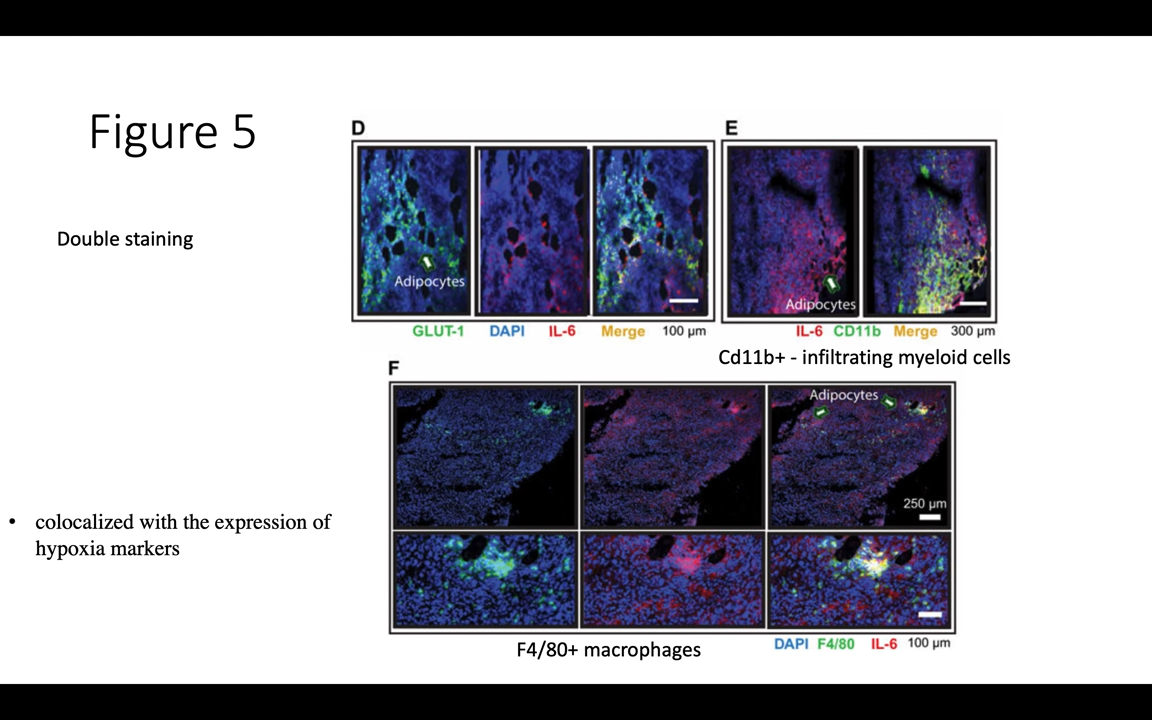 Figure 5
Double staining
• colocalized with the expression of
hypoxia markers
D
Adipocytes
GLUT-1 DAPI IL-6 Merge 100 µm
E
Adipocytes
IL-6 CD11b Merge 300 µm
Cd11b+ - infiltrating myeloid cells
F
Adipocytes
250 µm
DAPI F4/80 IL-6 100 µm
F4/80+ macrophages